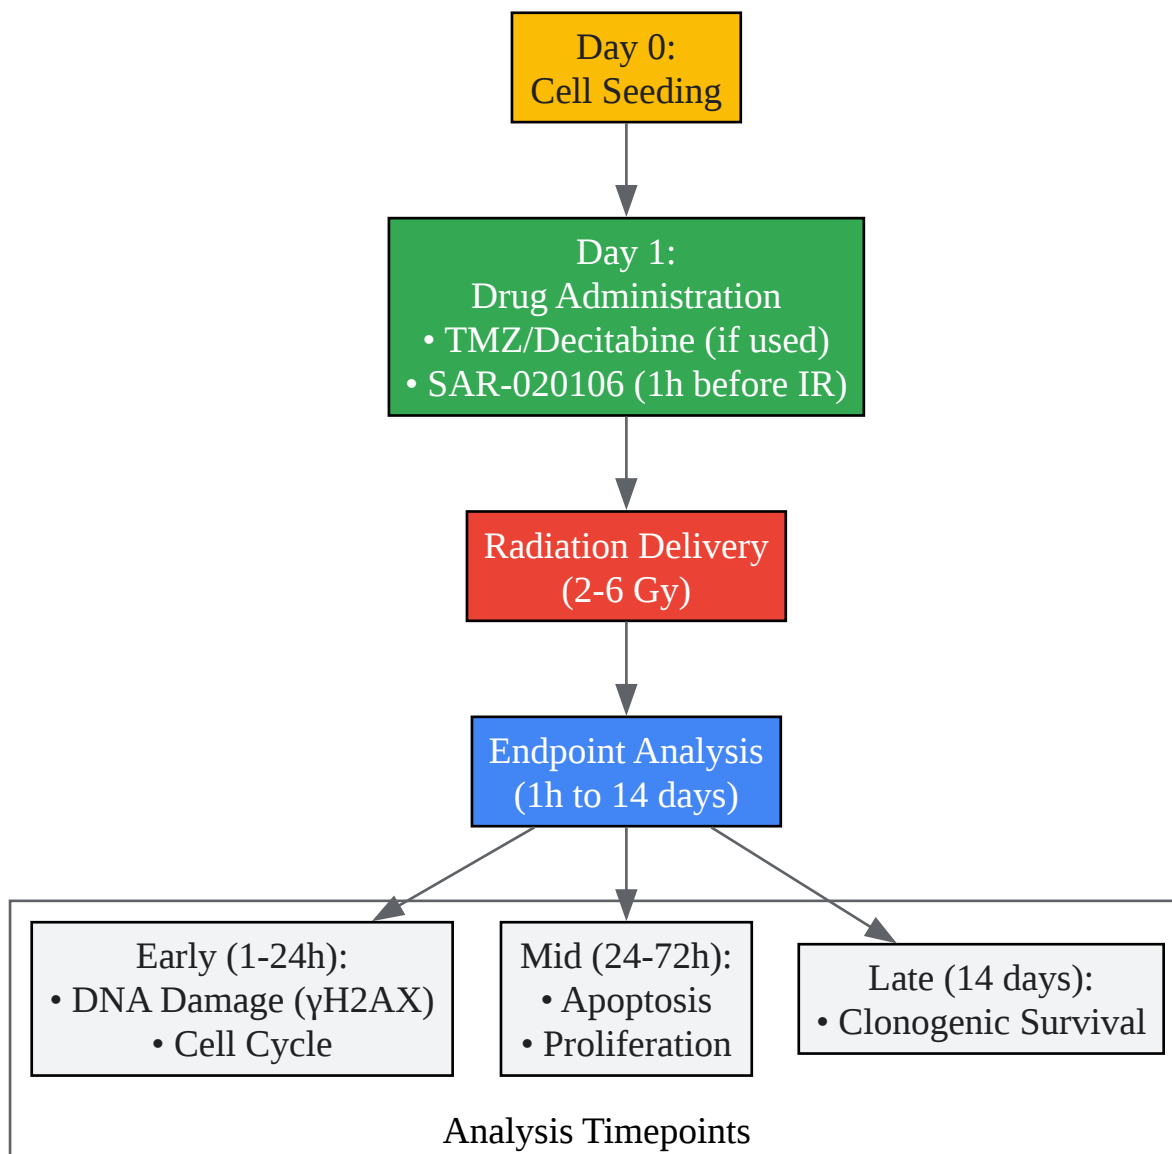 Day 0:
Cell Seeding
Day 1:
Drug Administration
• TMZ/Decitabine (if used)
• SAR-020106 (1h before IR)
Radiation Delivery
(2-6 Gy)
Endpoint Analysis
(1h to 14 days)
Early (1-24h):
• DNA Damage (γH2AX)
• Cell Cycle
Mid (24-72h):
• Apoptosis
• Proliferation
Late (14 days):
• Clonogenic Survival
Analysis Timepoints